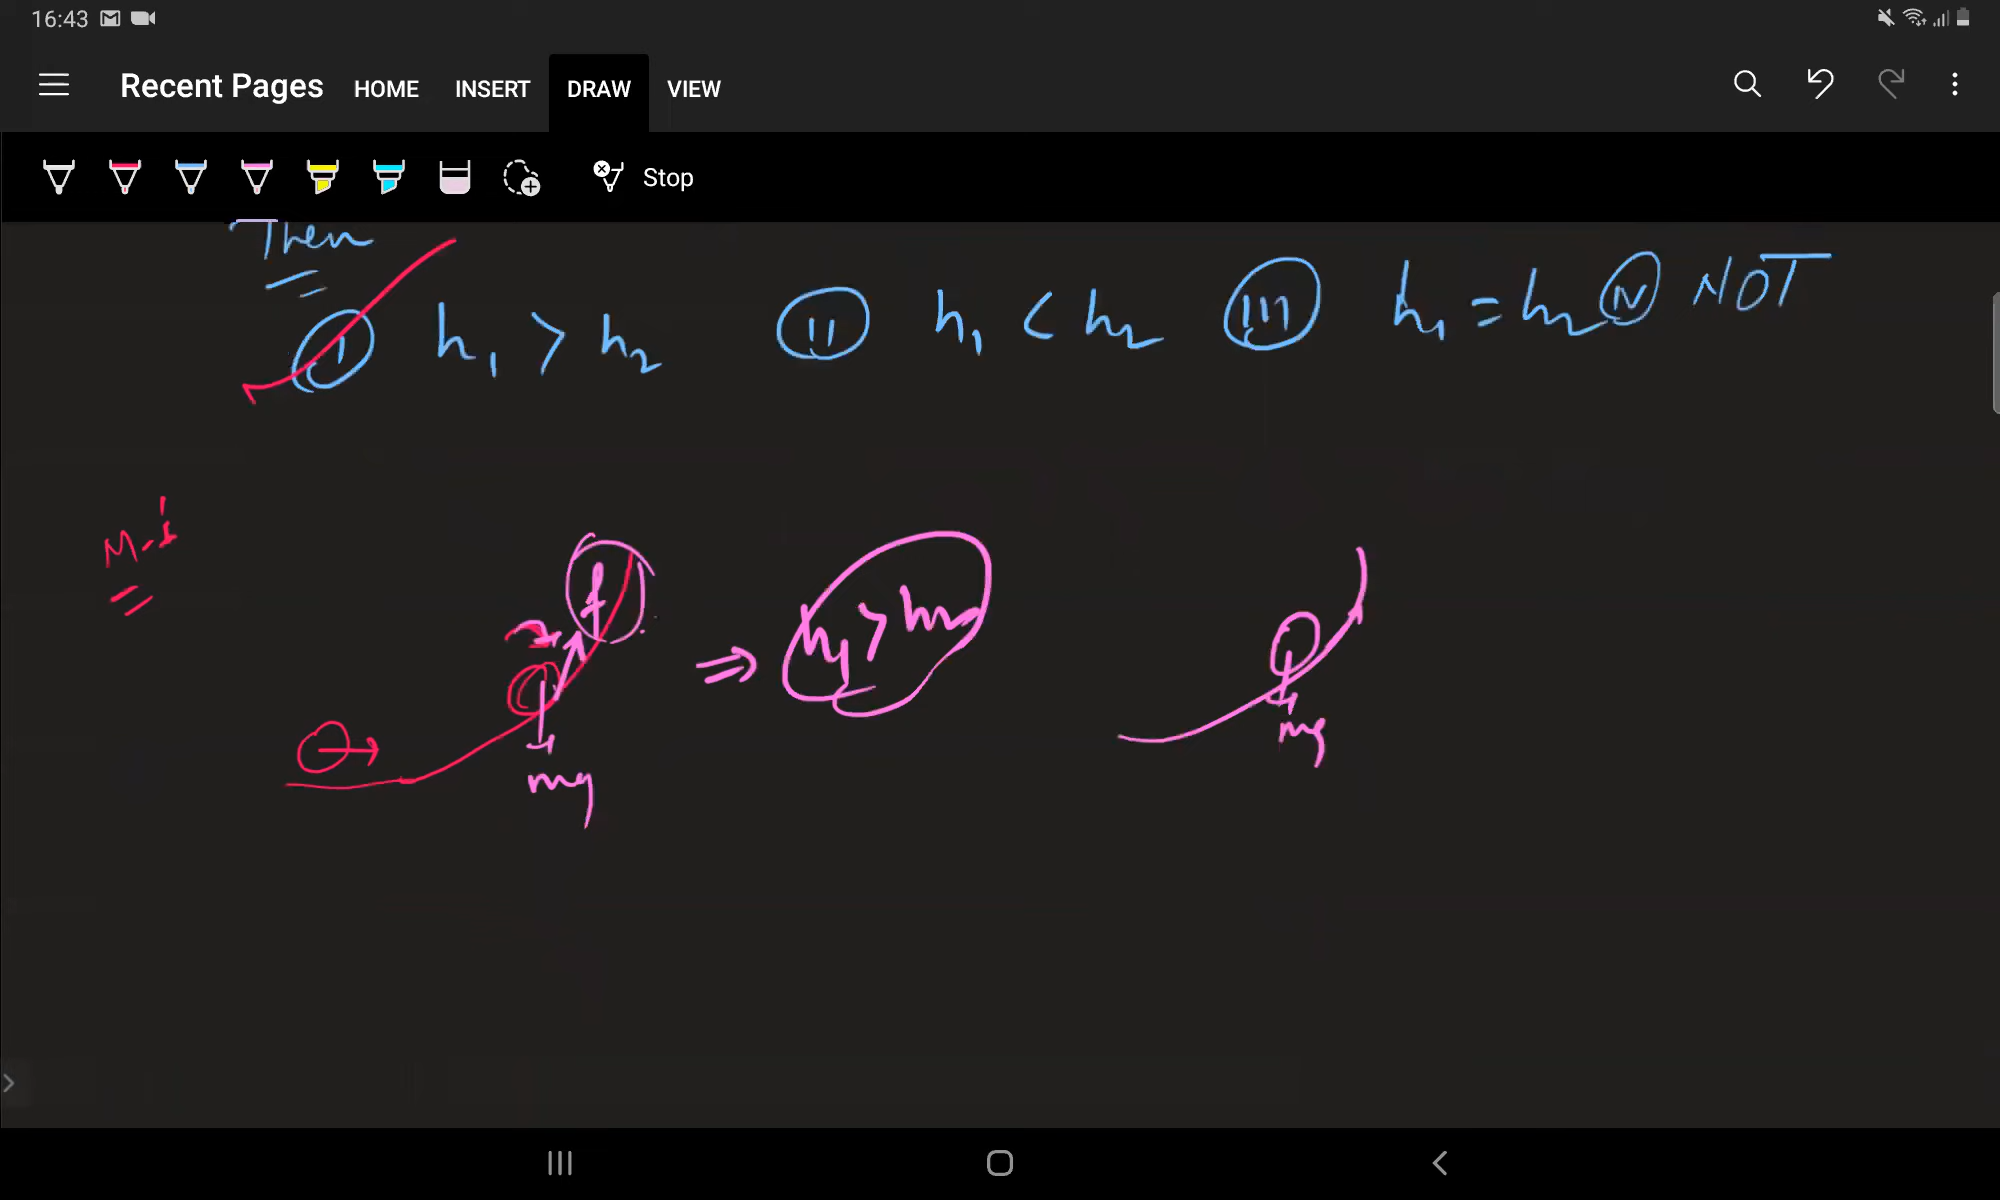 16:43
Recent Pages HOME INSERT DRAW VIEW
Stop
Then
I h₁ > h₂ II h₁ < h₂ III h₁ = h₂ IV NOT
M-1
f
⇒ h₁ > h₂
mg
mg